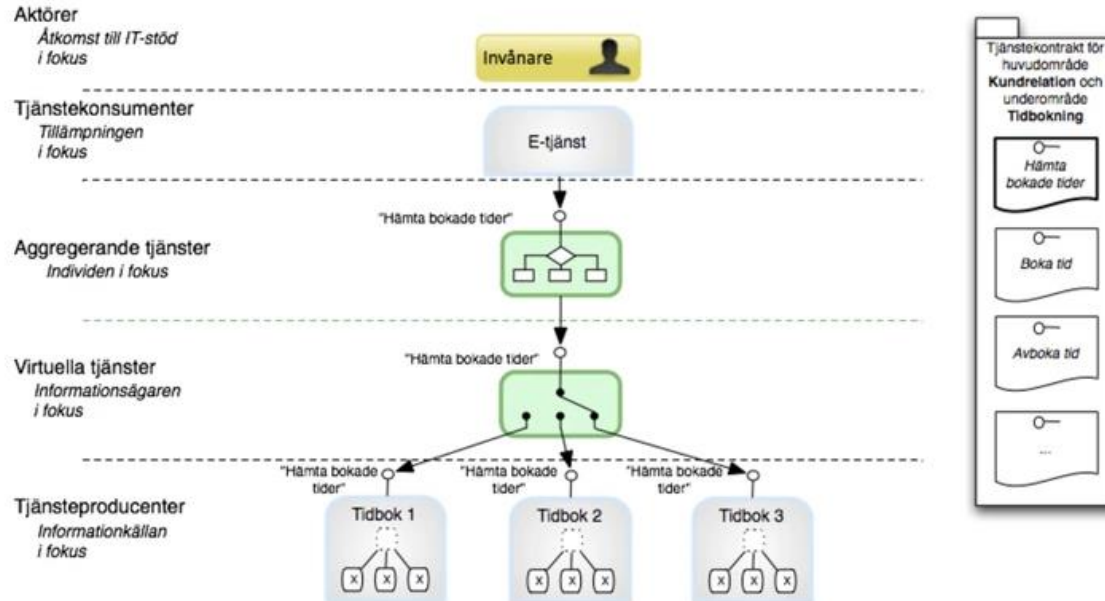 Aktörer
Åtkomst till IT-stöd
i fokus
Invånare
Tjänstekonsumenter
Tillämpningen
i fokus
E-tjänst
"Hämta bokade tider"
Aggregerande tjänster
Individen i fokus
"Hämta bokade tider"
Virtuella tjänster
Informationsägaren
i fokus
"Hämta bokade
tider"
"Hämta bokade
tider"
"Hämta bokade
tider"
Tjänsteproducenter
Informationkällan
i fokus
Tidbok 1
X X X
Tidbok 2
X X X
Tidbok 3
X X X
Tjänstekontrakt för
huvudområde
Kundrelation och
underområde
Tidbokning
Hämta
bokade tider
Boka tid
Avboka tid
...